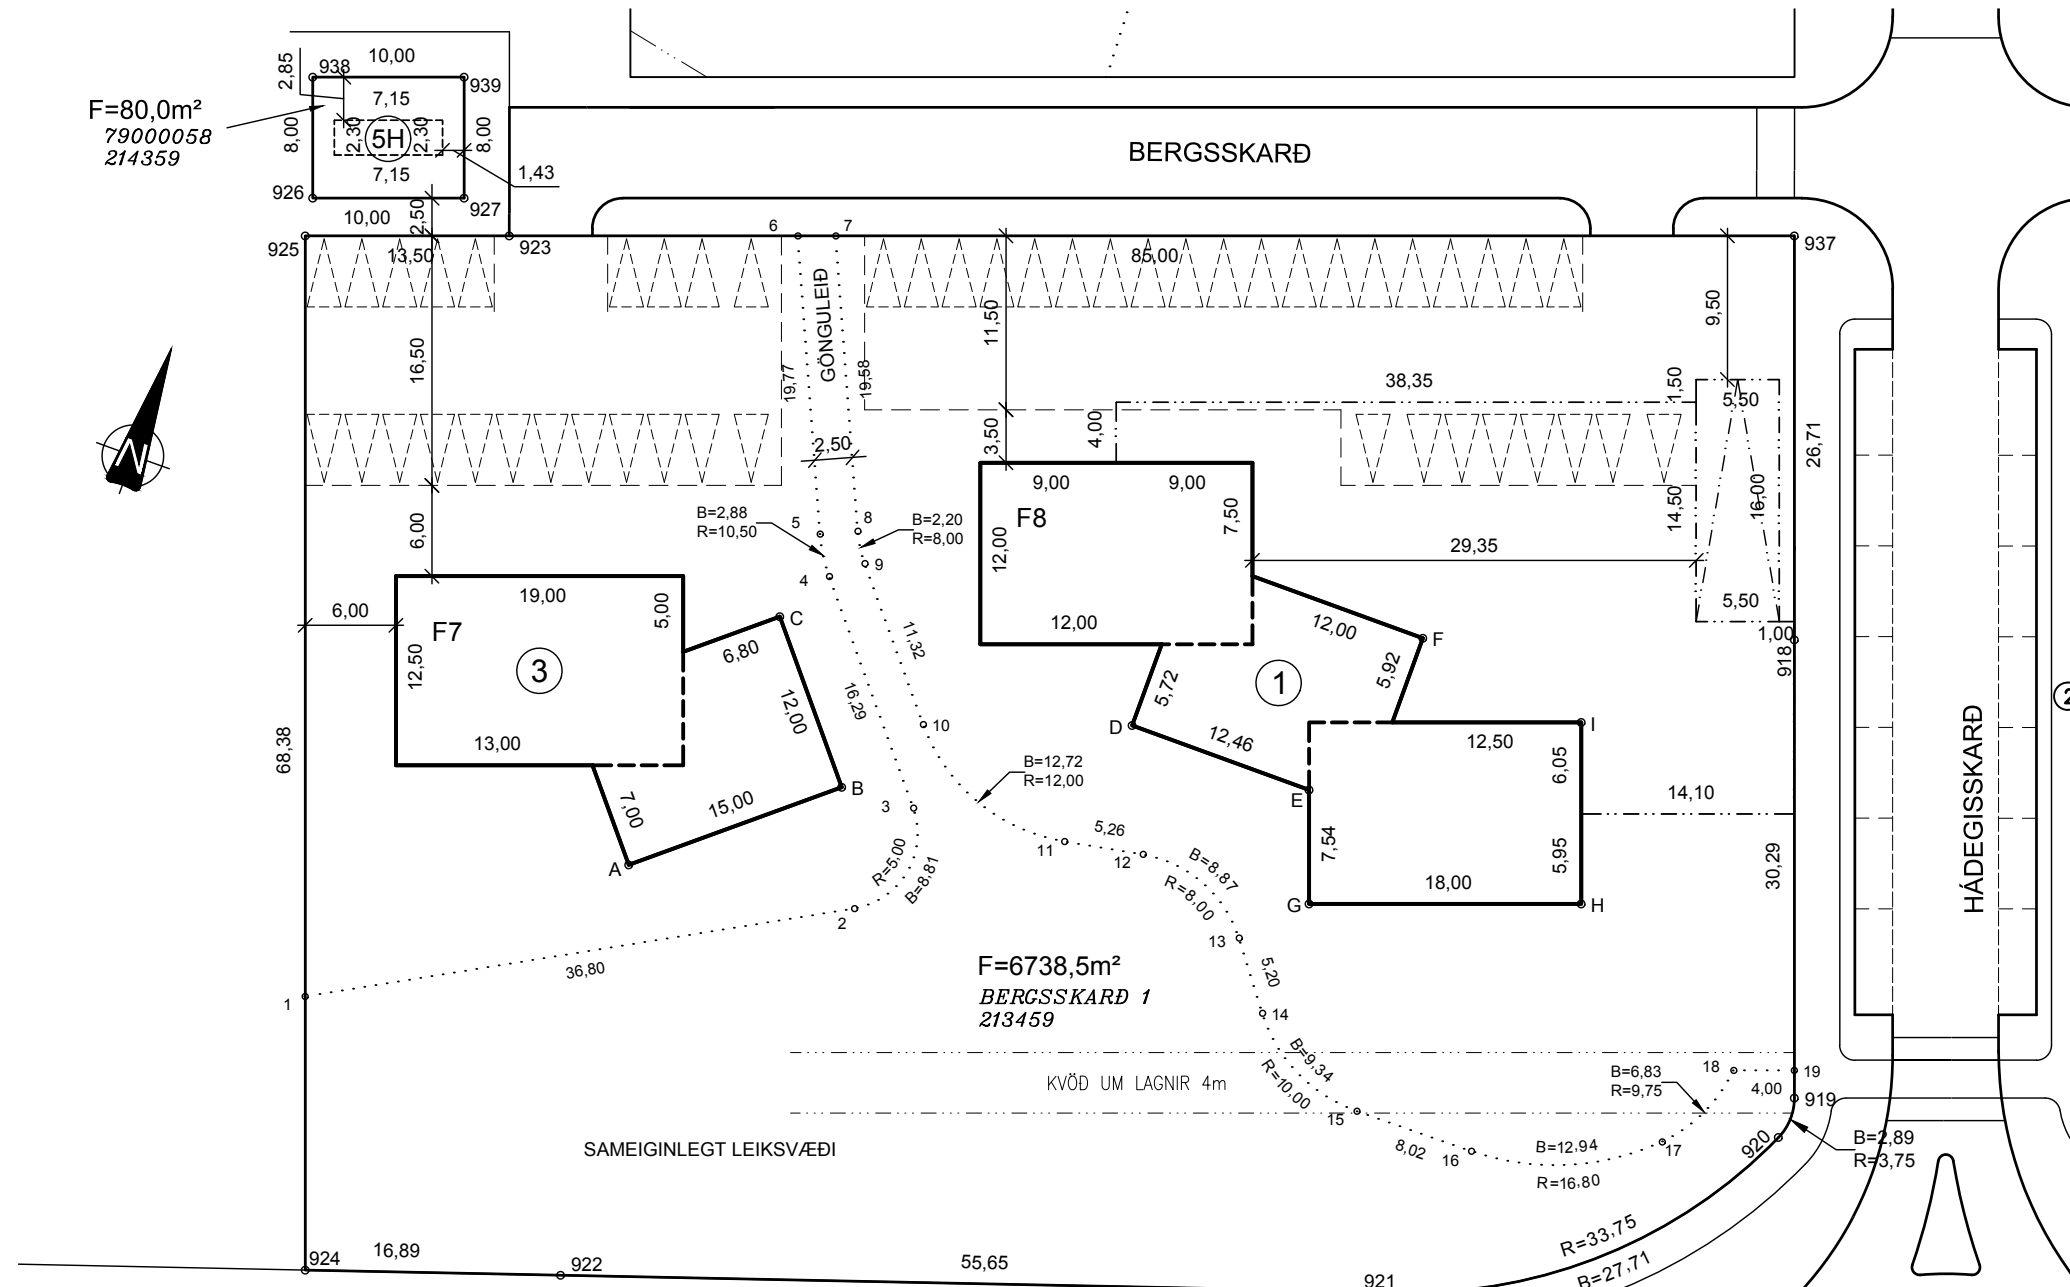 2,85
938
10,00
939
F=80,0m²
79000058
214359
7,15
8,00
2,30
5H
2,30
8,00
7,15
1,43
926
927
10,00
2,50
BERGSSKARÐ
925
13,50
923
6
7
85,00
937
GÖNGULEIÐ
16,50
19,77
19,58
11,50
9,50
38,35
1,50
5,50
26,71
N
2,50
3,50
4,00
6,00
B=2,88
R=10,50
5
8
B=2,20
R=8,00
9
4
9,00
9,00
F8
7,50
12,00
14,50
16,00
29,35
5,50
1,00
918
6,00
19,00
5,00
F7
12,50
3
C
6,80
12,00
11,32
16,29
12,00
12,00
F
5,92
5,72
1
2
13,00
10
D
12,46
I
12,50
6,05
68,38
7,00
15,00
B
3
B=12,72
R=12,00
E
14,10
HÁDEGISSKARÐ
A
R=5,00
B=8,81
11
5,26
12
B=8,87
R=8,00
7,54
18,00
5,95
30,29
G
H
2
13
36,80
1
F=6738,5m²
BERGSSKARÐ 1
213459
5,20
14
KVÖÐ UM LAGNIR 4m
B=9,34
R=10,00
15
B=6,83
R=9,75
18
19
4,00
919
SAMEIGINLEGT LEIKSVÆÐI
8,02
16
B=12,94
R=16,80
17
920
B=2,89
R=3,75
924
16,89
922
55,65
921
R=33,75
B=27,71